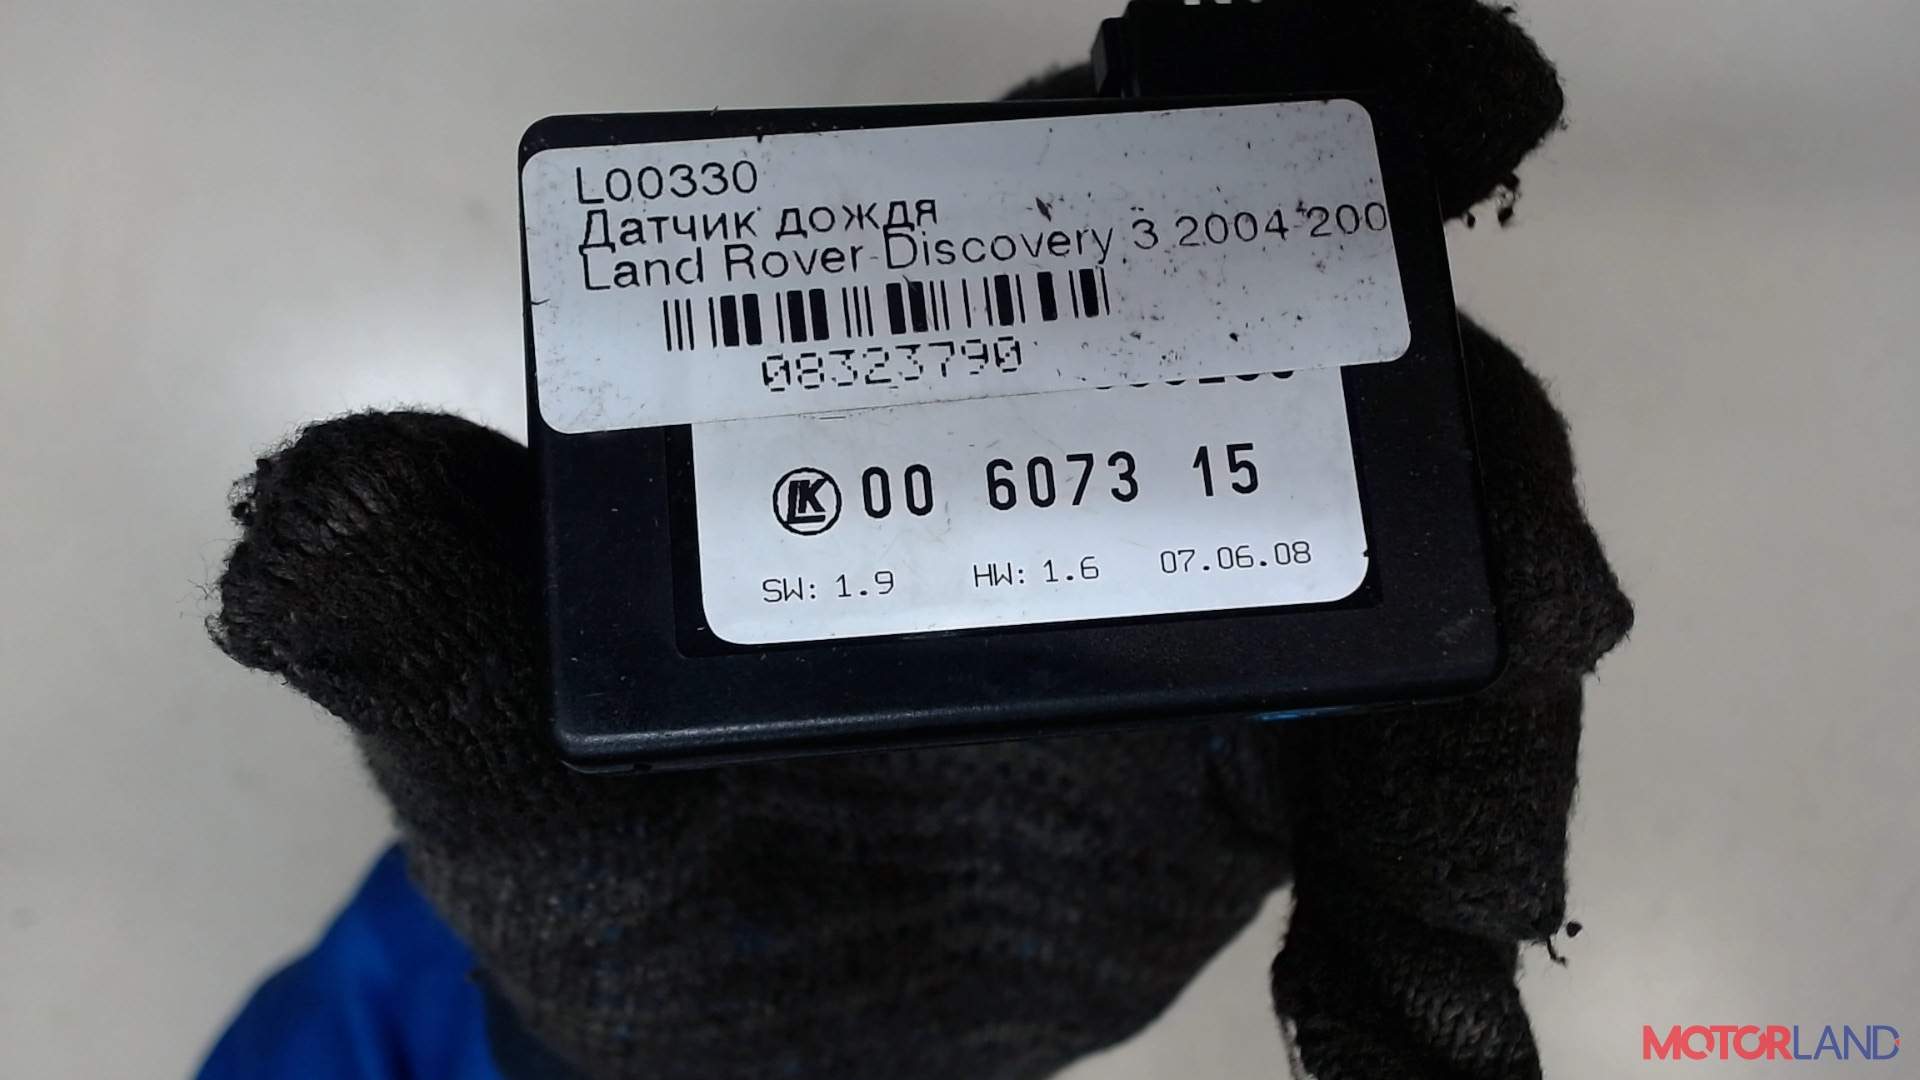 L00330
Датчик дождя
Land Rover Discovery 3 2004-200
08323790
LK 00 6073 15
SW: 1.9 HW: 1.6 07.06.08
MOTORLAND